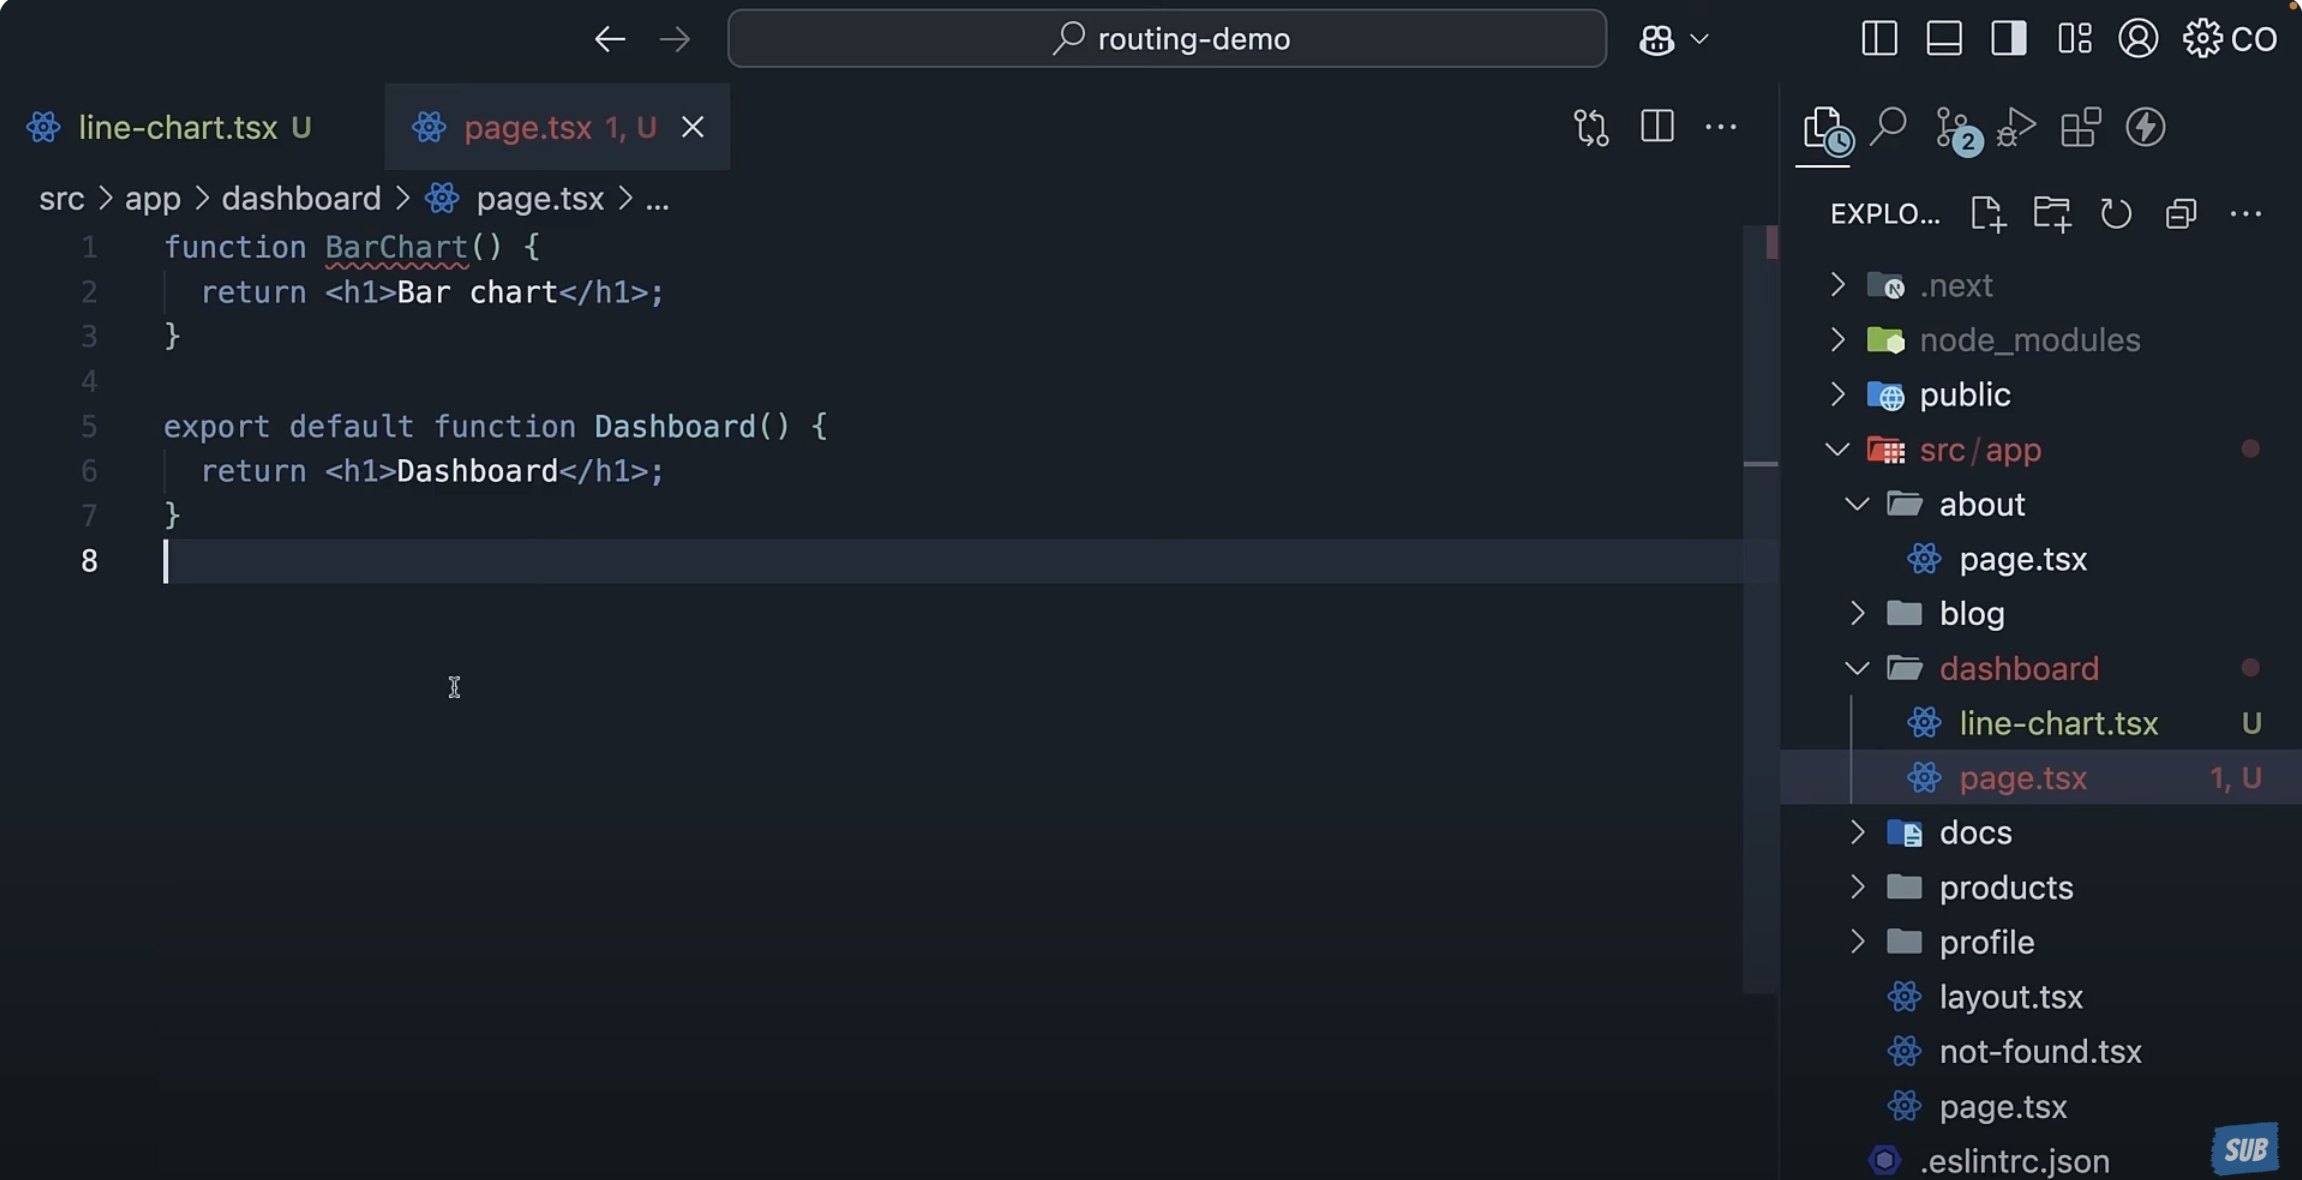 routing-demo
CO
line-chart.tsx U
page.tsx 1, U
2
src > app > dashboard > page.tsx > ...
EXPLO...
1 function BarChart() {
2 return <h1>Bar chart</h1>;
3 }
4
5 export default function Dashboard() {
6 return <h1>Dashboard</h1>;
7 }
8
.next
node_modules
public
src / app
about
page.tsx
blog
dashboard
line-chart.tsx U
page.tsx 1, U
docs
products
profile
layout.tsx
not-found.tsx
page.tsx
.eslintrc.json
SUB